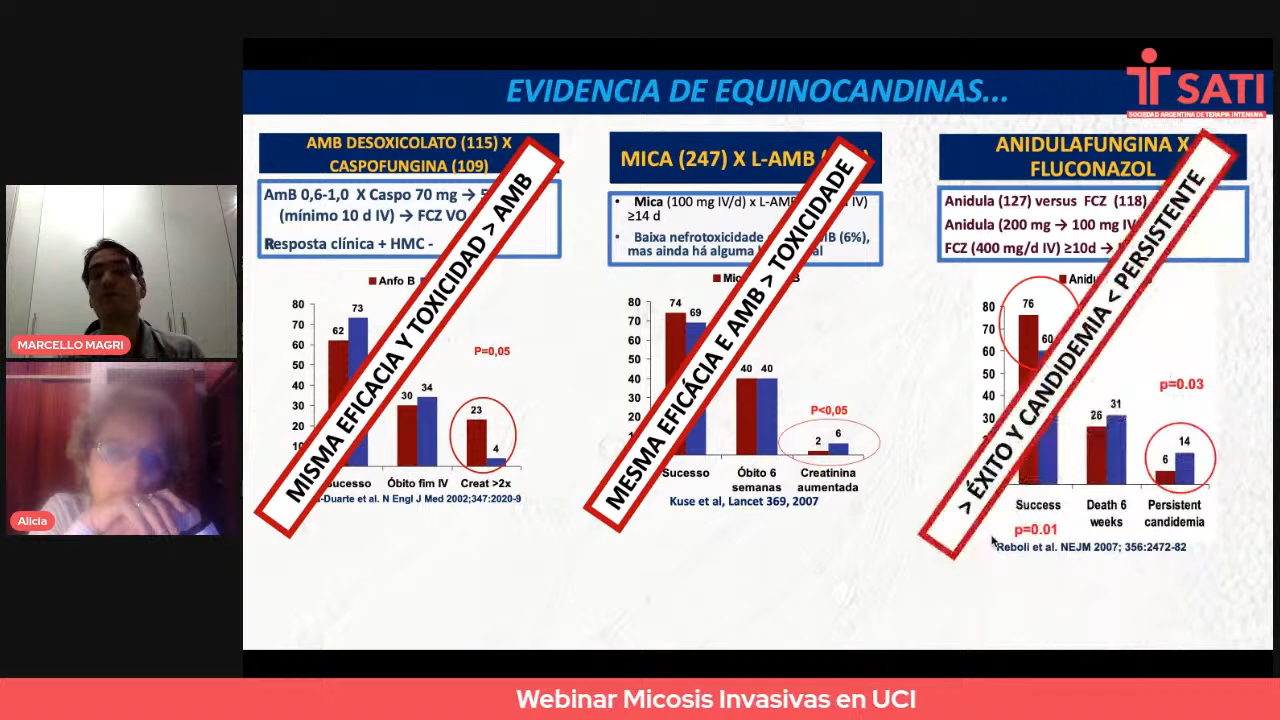 EVIDENCIA DE EQUINOCANDINAS...
SATI
SOCIEDAD ARGENTINA DE TERAPIA INTENSIVA
MARCELLO MAGRI
Alicia
AMB DESOXICOLATO (115) X
CASPOFUNGINA (109)
AmB 0,6-1,0 X Caspo 70 mg →
(mínimo 10 d IV) → FCZ VO
Resposta clínica + HMC -
Anfo B
80
70
60
50
40
30
20
10
62
73
30
34
23
4
P=0,05
Sucesso
Óbito fim IV
Creat >2x
-Duarte et al. N Engl J Med 2002;347:2020-9
MISMA EFICACIA Y TOXICIDAD > AMB
MICA (247) X L-AMB
• Mica (100 mg IV/d) x L-AMB IV)
≥14 d
• Baixa nefrotoxicidade (6%),
mas ainda há alguma
80
70
60
50
40
30
20
74
69
40
40
2
6
P<0,05
Sucesso
Óbito 6
semanas
Creatinina
aumentada
Kuse et al, Lancet 369, 2007
MESMA EFICÁCIA E AMB > TOXICIDADE
ANIDULAFUNGINA X
FLUCONAZOL
Anidula (127) versus FCZ (118)
Anidula (200 mg → 100 mg IV
FCZ (400 mg/d IV) ≥10d →
80
70
60
50
40
30
76
60
26
31
6
14
p=0.03
Success
Death 6
weeks
Persistent
candidemia
p=0.01
Reboli et al. NEJM 2007; 356:2472-82
> ÉXITO Y CANDIDEMIA < PERSISTENTE
Webinar Micosis Invasivas en UCI